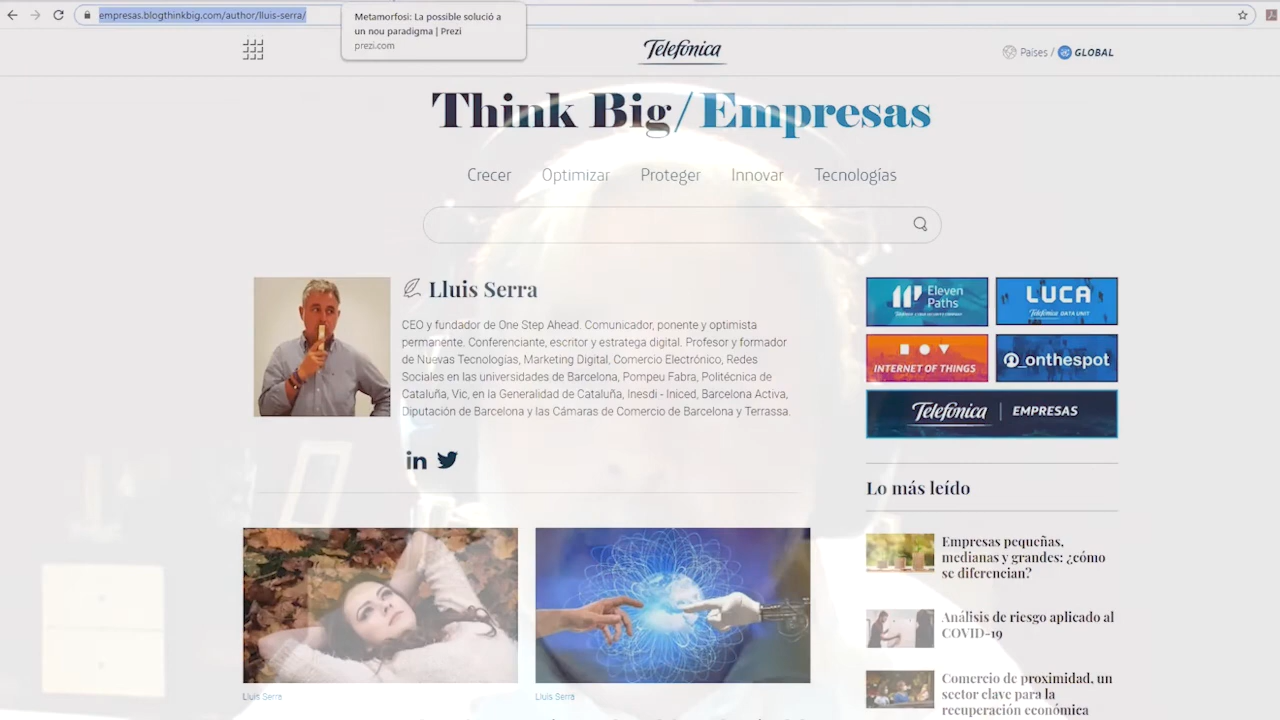 empresas.blogthinkbig.com/author/lluis-serra/
Metamorfosi: La possible solució a
un nou paradigma | Prezi
prezi.com
Telefónica
Países / GLOBAL
Think Big/Empresas
Crecer Optimizar Proteger Innovar Tecnologías
Lluis Serra
CEO y fundador de One Step Ahead. Comunicador, ponente y optimista
permanente. Conferenciante, escritor y estratega digital. Profesor y formador
de Nuevas Tecnologías, Marketing Digital, Comercio Electrónico, Redes
Sociales en las universidades de Barcelona, Pompeu Fabra, Politécnica de
Cataluña, Vic, en la Generalidad de Cataluña, Inesdi - Iniced, Barcelona Activa,
Diputación de Barcelona y las Cámaras de Comercio de Barcelona y Terrassa.
in
Lluis Serra
Lluis Serra
Eleven
Paths
LUCA
Telefónica DATA UNIT
INTERNET OF THINGS
_onthespot
Telefónica | EMPRESAS
Lo más leído
Empresas pequeñas,
medianas y grandes: ¿cómo
se diferencian?
Análisis de riesgo aplicado al
COVID-19
Comercio de proximidad, un
sector clave para la
recuperación económica